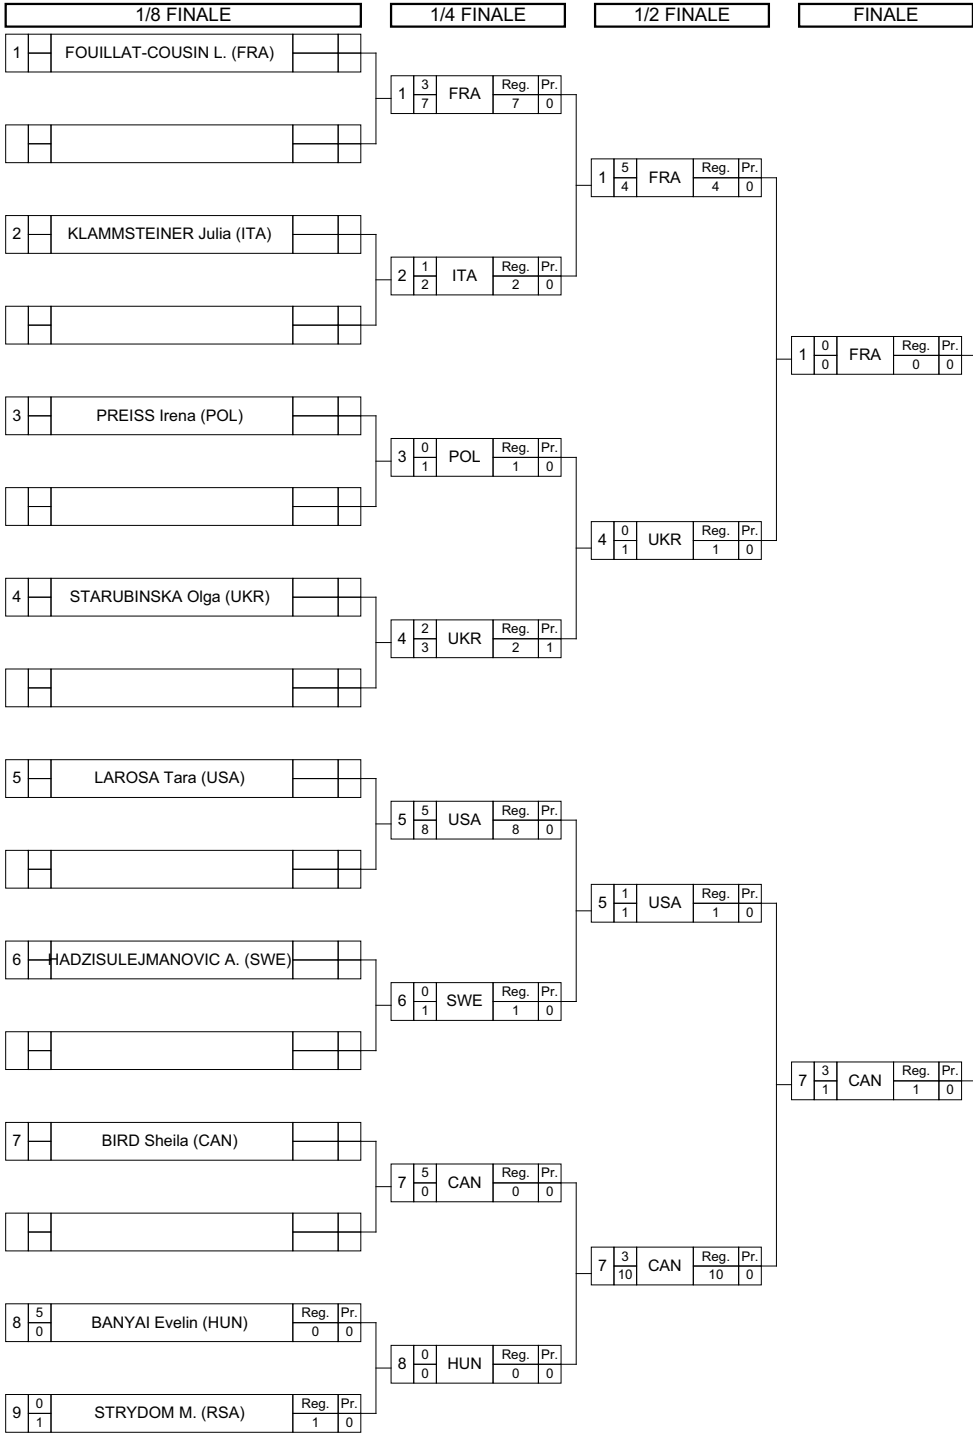 1/8 FINALE 1/4 FINALE 1/2 FINALE FINALE
1 FOUILLAT-COUSIN L. (FRA)
1 3 7 FRA Reg. 7 Pr. 0
1 5 4 FRA Reg. 4 Pr. 0
2 KLAMMSTEINER Julia (ITA)
2 1 2 ITA Reg. 2 Pr. 0
1 0 0 FRA Reg. 0 Pr. 0
3 PREISS Irena (POL)
3 0 1 POL Reg. 1 Pr. 0
4 0 1 UKR Reg. 1 Pr. 0
4 STARUBINSKA Olga (UKR)
4 2 3 UKR Reg. 2 Pr. 1
5 LAROSA Tara (USA)
5 5 8 USA Reg. 8 Pr. 0
5 1 1 USA Reg. 1 Pr. 0
6 HADZISULEJMANOVIC A. (SWE)
6 0 1 SWE Reg. 1 Pr. 0
7 3 1 CAN Reg. 1 Pr. 0
7 BIRD Sheila (CAN)
7 5 0 CAN Reg. 0 Pr. 0
7 3 10 CAN Reg. 10 Pr. 0
8 5 0 BANYAI Evelin (HUN) Reg. 0 Pr. 0
8 0 0 HUN Reg. 0 Pr. 0
9 0 1 STRYDOM M. (RSA) Reg. 1 Pr. 0